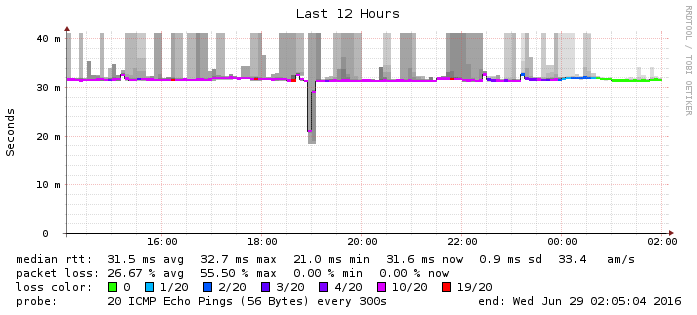 Last 12 Hours
RRDTOOL / TOBI OETIKER
Seconds
40 m
30 m
20 m
10 m
0
16:00 18:00 20:00 22:00 00:00 02:00
median rtt: 31.5 ms avg 32.7 ms max 21.0 ms min 31.6 ms now 0.9 ms sd 33.4 am/s
packet loss: 26.67 % avg 55.50 % max 0.00 % min 0.00 % now
loss color: 0 1/20 2/20 3/20 4/20 10/20 19/20
probe: 20 ICMP Echo Pings (56 Bytes) every 300s end: Wed Jun 29 02:05:04 2016